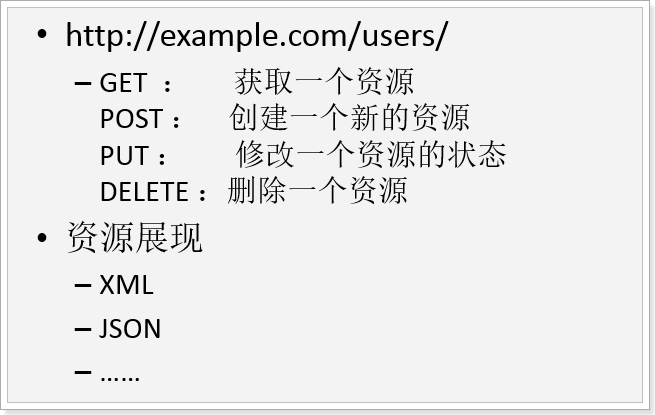 • http://example.com/users/
– GET ： 获取一个资源
POST： 创建一个新的资源
PUT： 修改一个资源的状态
DELETE：删除一个资源
• 资源展现
– XML
– JSON
– ……